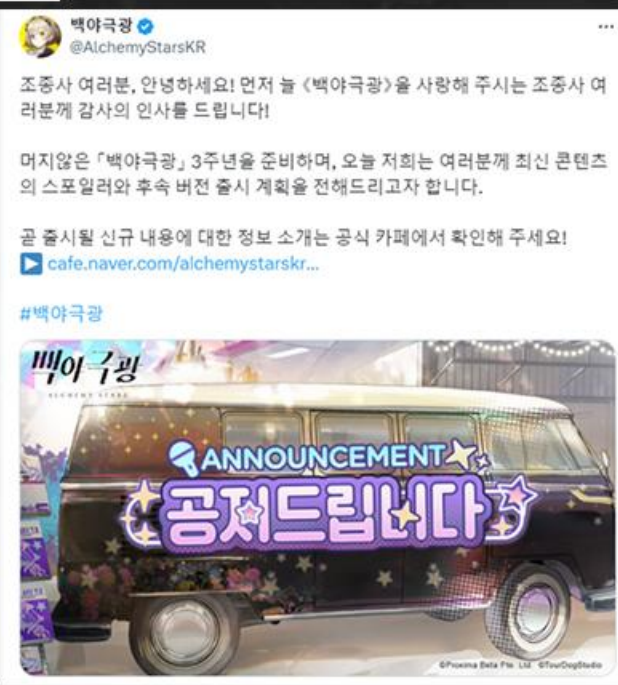 백야극광
@AlchemyStarsKR
조종사 여러분, 안녕하세요! 먼저 늘 《백야극광》을 사랑해 주시는 조종사 여
러분께 감사의 인사를 드립니다!
머지않은 「백야극광」 3주년을 준비하며, 오늘 저희는 여러분께 최신 콘텐츠
의 스포일러와 후속 버전 출시 계획을 전해드리고자 합니다.
곧 출시될 신규 내용에 대한 정보 소개는 공식 카페에서 확인해 주세요!
cafe.naver.com/alchemystarskr...
#백야극광
백야극광
ALCHEMY STARS
ANNOUNCEMENT
공지드립니다
©Proxima Beta Pte. Ltd. ©TourDogStudio